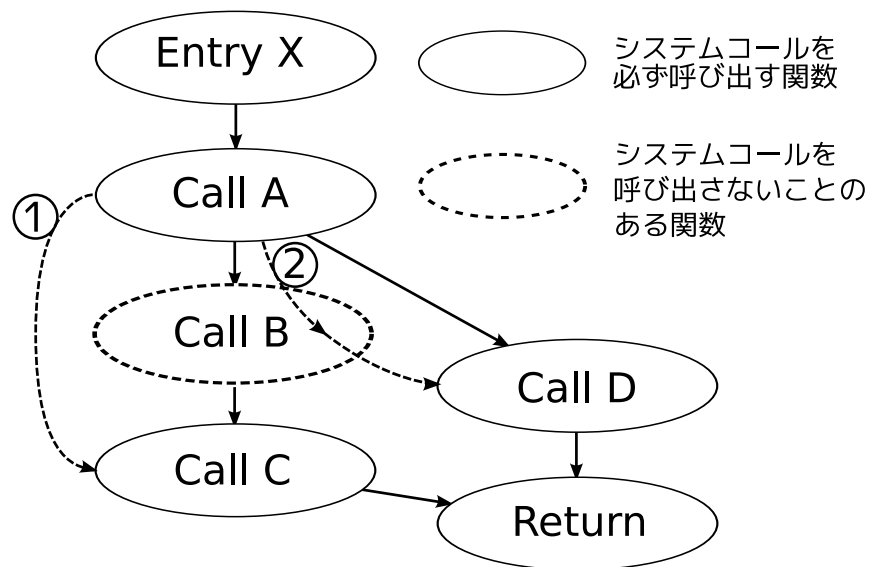 Entry X
システムコールを
必ず呼び出す関数
システムコールを
呼び出さないことの
ある関数
①
Call A
②
Call B
Call D
Call C
Return